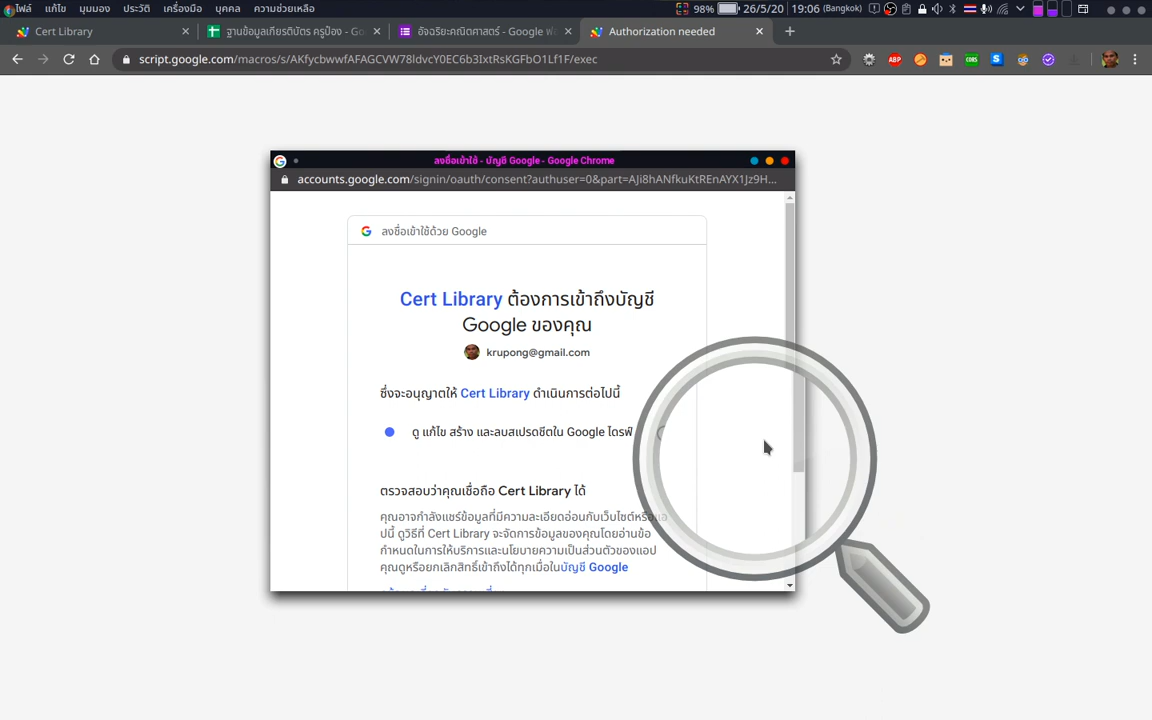 ไฟล์ แก้ไข มุมมอง ประวัติ เครื่องมือ บุคคล ความช่วยเหลือ 98% 26/5/20 19:06 (Bangkok)
Cert Library ฐานข้อมูลเกียรติบัตร ครูป้อง - Go อัจฉริยะคณิตศาสตร์ - Google ฟอ Authorization needed
script.google.com/macros/s/AKfycbwwfAFAGCVW78ldvcY0EC6b3IxtRsKGFbO1Lf1F/exec
ลงชื่อเข้าใช้ - บัญชี Google - Google Chrome
accounts.google.com/signin/oauth/consent?authuser=0&part=AJi8hANfkuKtREnAYX1Jz9H...
ลงชื่อเข้าใช้ด้วย Google
Cert Library ต้องการเข้าถึงบัญชี
Google ของคุณ
krupong@gmail.com
ซึ่งจะอนุญาตให้ Cert Library ดำเนินการต่อไปนี้
ดู แก้ไข สร้าง และลบสเปรดชีตใน Google ไดรฟ์
ตรวจสอบว่าคุณเชื่อถือ Cert Library ได้
คุณอาจกำลังแชร์ข้อมูลที่มีความละเอียดอ่อนกับเว็บไซต์หรือแอ
ปนี้ ดูวิธีที่ Cert Library จะจัดการข้อมูลของคุณโดยอ่านข้อ
กำหนดในการให้บริการและนโยบายความเป็นส่วนตัวของแอป
คุณดูหรือยกเลิกสิทธิ์เข้าถึงได้ทุกเมื่อในบัญชี Google